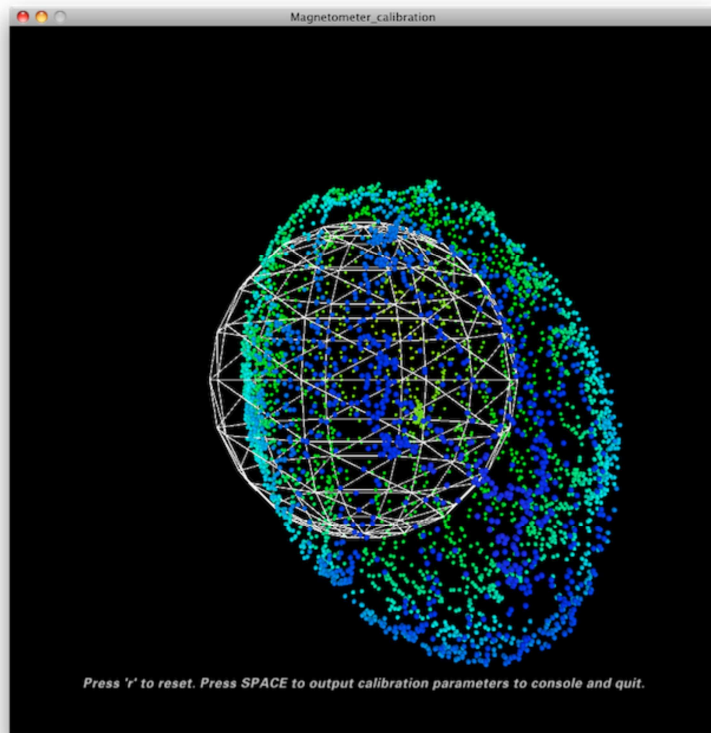 Magnetometer_calibration
Press 'r' to reset. Press SPACE to output calibration parameters to console and quit.